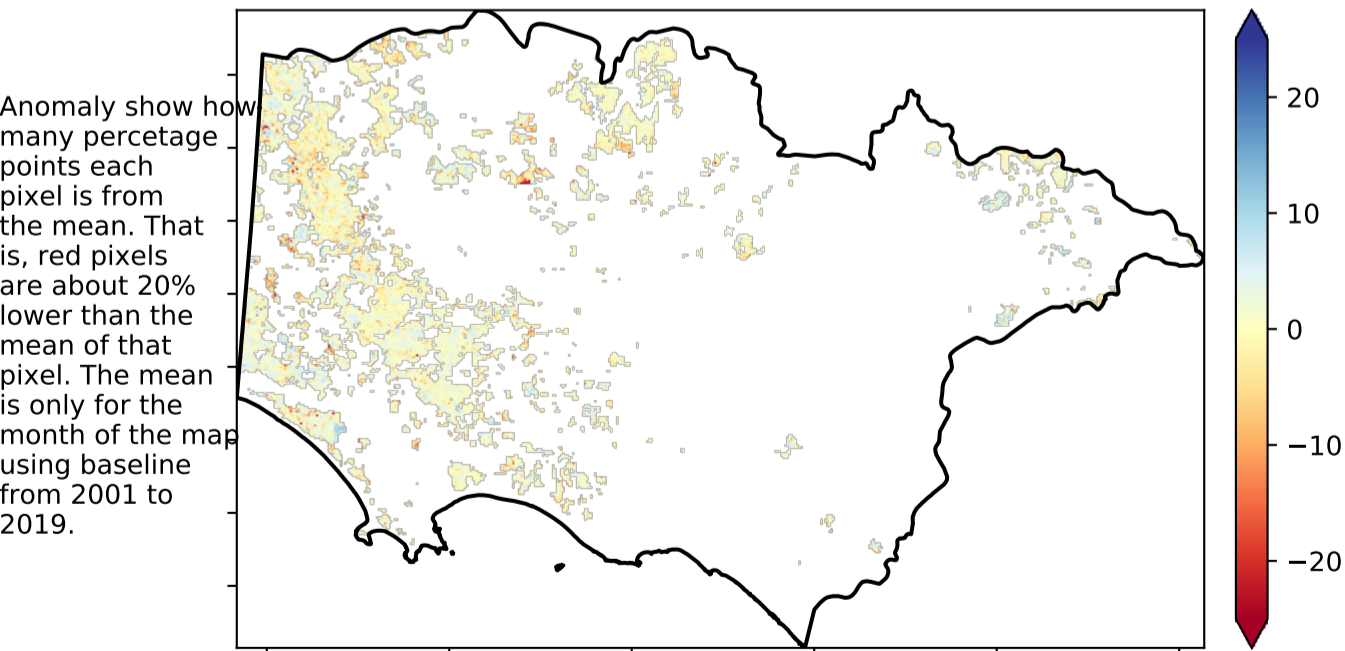 Anomaly show how
many percetage
points each
pixel is from
the mean. That
is, red pixels
are about 20%
lower than the
mean of that
pixel. The mean
is only for the
month of the map
using baseline
from 2001 to
2019.
20
10
0
−10
−20